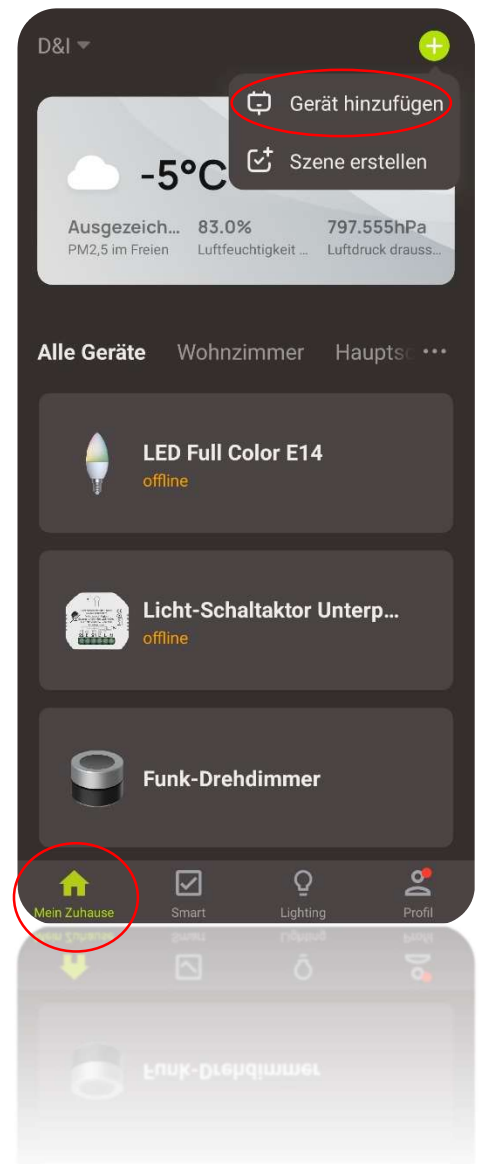 D&I
Gerät hinzufügen
Szene erstellen
-5°C
Ausgezeich... 83.0% 797.555hPa
PM2,5 im Freien Luftfeuchtigkeit ... Luftdruck drauss...
Alle Geräte Wohnzimmer Hauptsc ...
LED Full Color E14
offline
Licht-Schaltaktor Unterp...
offline
Funk-Drehdimmer
Mein Zuhause Smart Lighting Profil